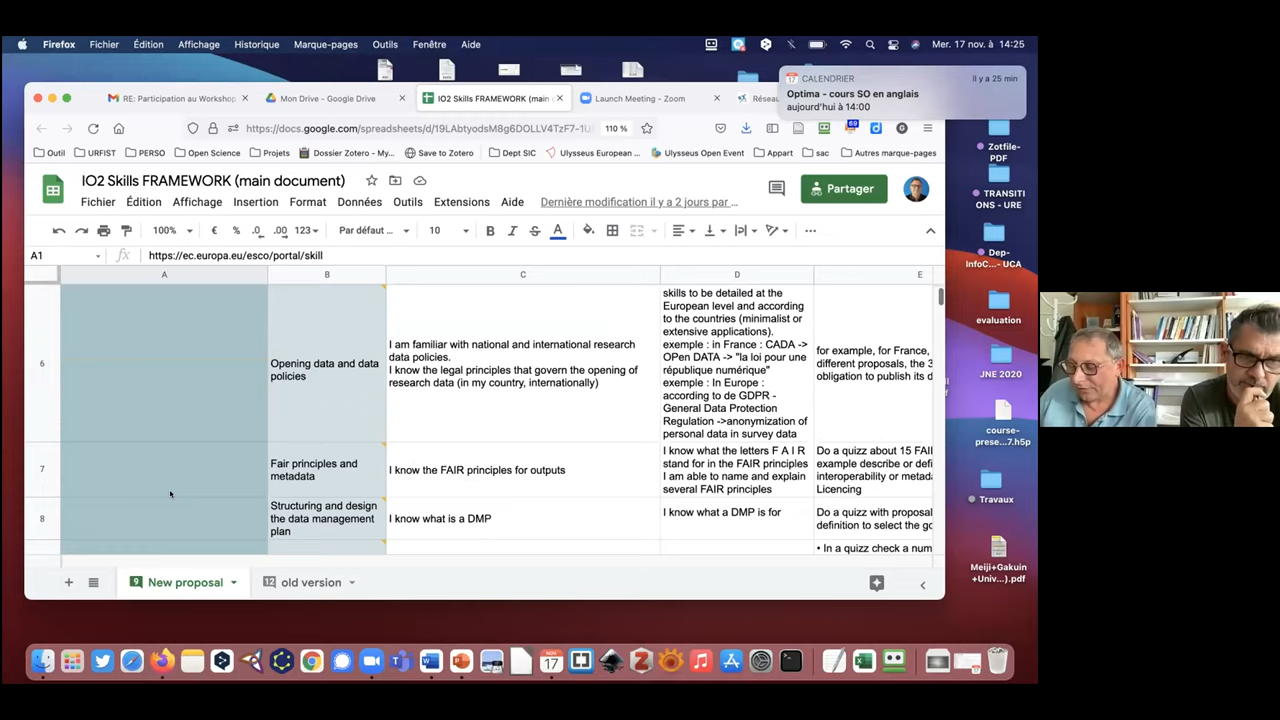 Firefox Fichier Édition Affichage Historique Marque-pages Outils Fenêtre Aide Mer. 17 nov. à 14:25
CALENDRIER Il y a 25 min
Optima - cours SO en anglais
aujourd'hui à 14:00
RE: Participation au Workshop
Mon Drive - Google Drive
IO2 Skills FRAMEWORK (main
Launch Meeting - Zoom
Réseau
https://docs.google.com/spreadsheets/d/19LAbtyodsM8g6DOLLV4TzF7-1U
110 %
69
Outil URFIST PERSO Open Science Projets Dossier Zotero - My... Save to Zotero Dept SIC Ulysseus European ... Ulysseus Open Event Appart sac Autres marque-pages
IO2 Skills FRAMEWORK (main document)
Partager
Fichier Édition Affichage Insertion Format Données Outils Extensions Aide Dernière modification il y a 2 jours par ...
100% € % .0 .00 123 Par défaut ... 10 B I S A
A1 fx https://ec.europa.eu/esco/portal/skill
A B C D E
6
Opening data and data
policies
I am familiar with national and international research
data policies.
I know the legal principles that govern the opening of
research data (in my country, internationally)
skills to be detailed at the
European level and according
to the countries (minimalist or
extensive applications).
exemple : in France : CADA ->
OPen DATA -> "la loi pour une
république numérique"
exemple : In Europe :
according to de GDPR -
General Data Protection
Regulation ->anonymization of
personal data in survey data
for example, for France,
different proposals, the 3
obligation to publish its d
7
Fair principles and
metadata
I know the FAIR principles for outputs
I know what the letters F A I R
stand for in the FAIR principles
I am able to name and explain
several FAIR principles
Do a quizz about 15 FAI
example describe or defi
interoperability or metada
Licencing
8
Structuring and design
the data management
plan
I know what is a DMP
I know what a DMP is for
Do a quizz with proposal
definition to select the go
• In a quizz check a num
9 New proposal
12 old version
Zotfile-
PDF
TRANSITI
ONS - URE
Dep-
InfoC...- UCA
evaluation
JNE 2020
course-
prese...7.h5p
Travaux
Meiji+Gakuin
+Univ...).pdf
NOV
17